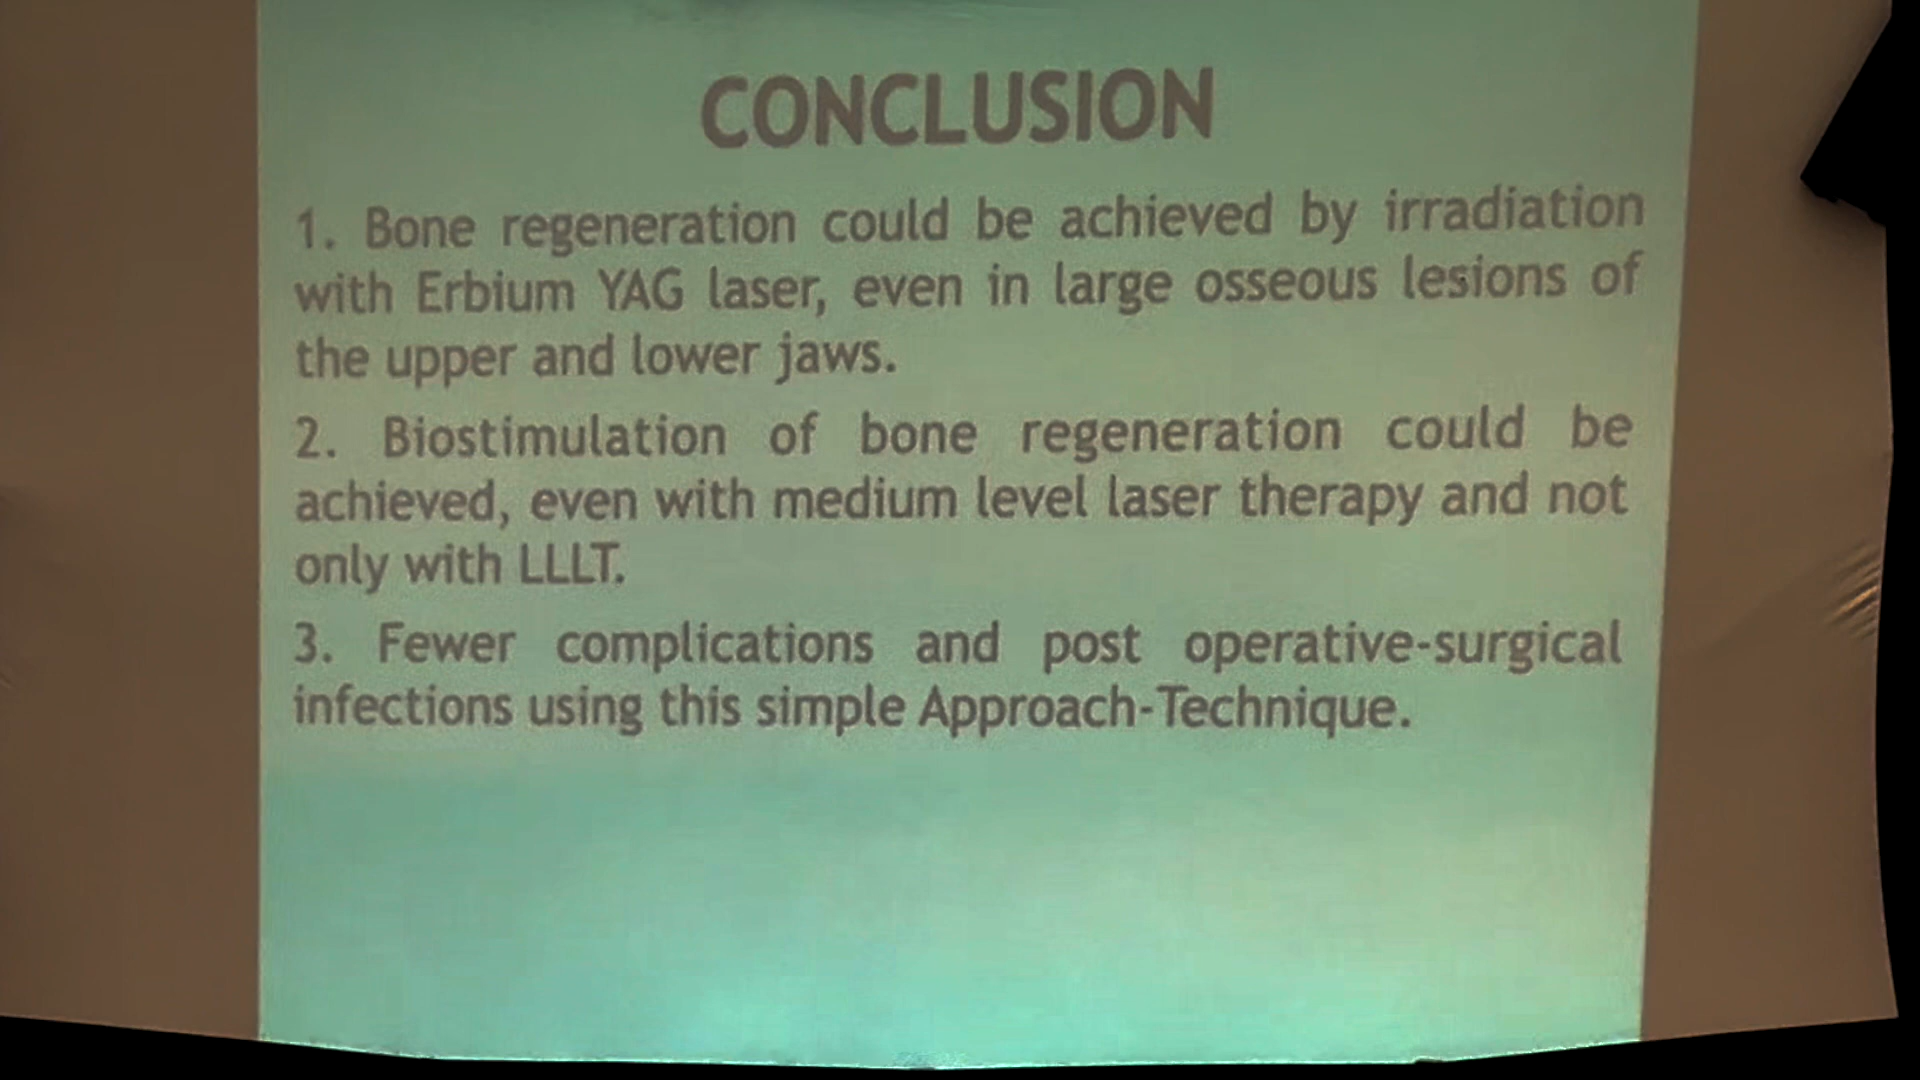 CONCLUSION
1. Bone regeneration could be achieved by irradiation
with Erbium YAG laser, even in large osseous lesions of
the upper and lower jaws.
2. Biostimulation of bone regeneration could be
achieved, even with medium level laser therapy and not
only with LLLT.
3. Fewer complications and post operative-surgical
infections using this simple Approach-Technique.